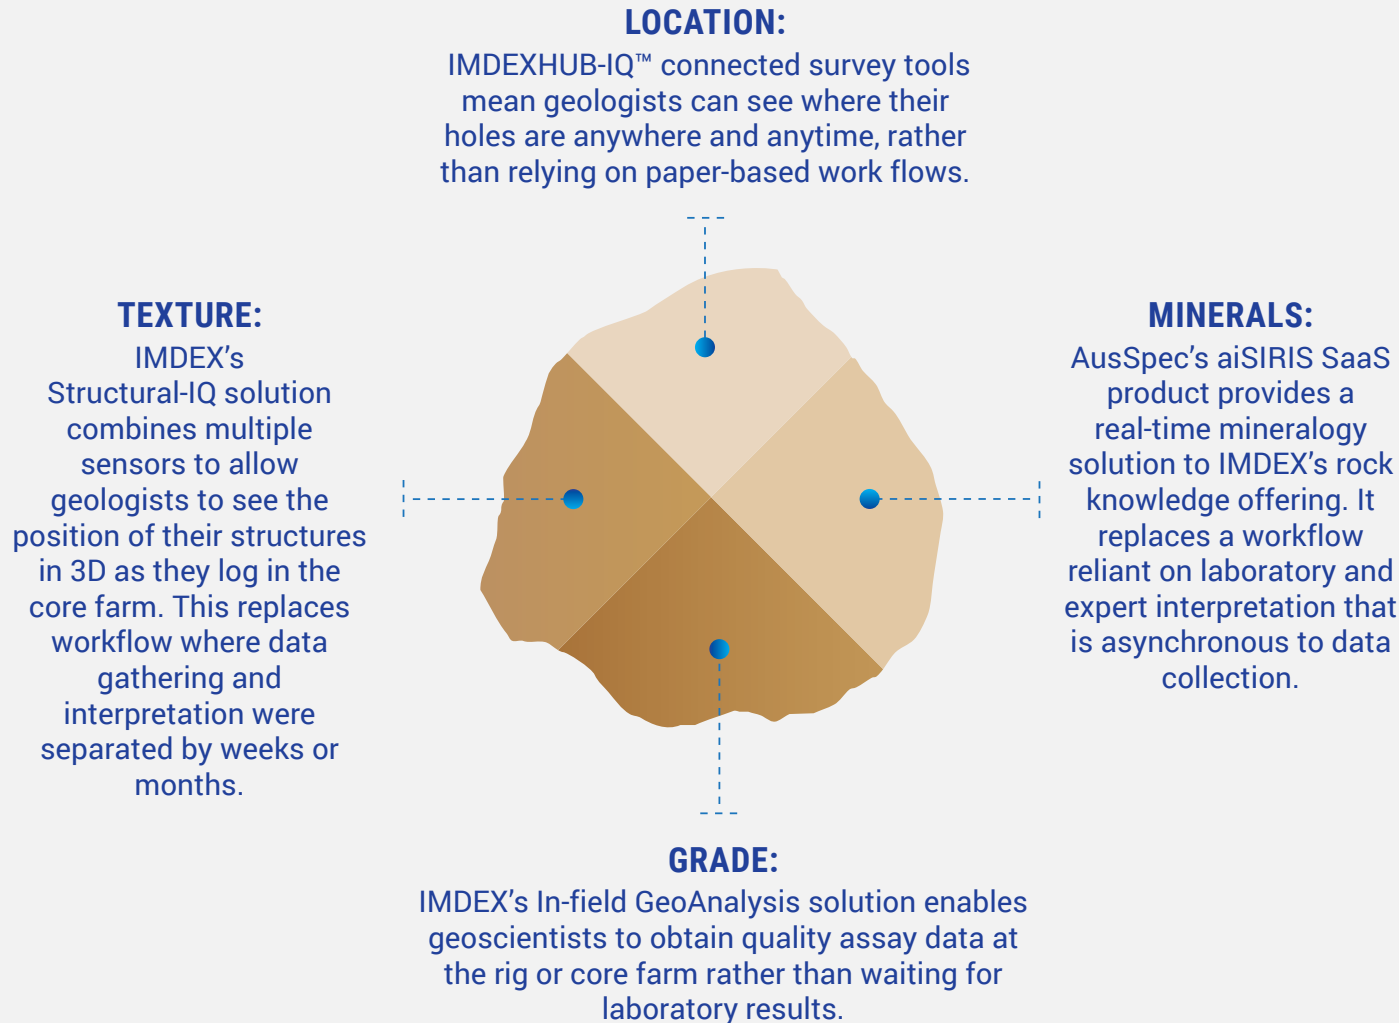 LOCATION:
IMDEXHUB-IQ™ connected survey tools
mean geologists can see where their
holes are anywhere and anytime, rather
than relying on paper-based work flows.
TEXTURE:
IMDEX’s
Structural-IQ solution
combines multiple
sensors to allow
geologists to see the
position of their structures
in 3D as they log in the
core farm. This replaces
workflow where data
gathering and
interpretation were
separated by weeks or
months.
MINERALS:
AusSpec’s aiSIRIS SaaS
product provides a
real-time mineralogy
solution to IMDEX’s rock
knowledge offering. It
replaces a workflow
reliant on laboratory and
expert interpretation that
is asynchronous to data
collection.
GRADE:
IMDEX’s In-field GeoAnalysis solution enables
geoscientists to obtain quality assay data at
the rig or core farm rather than waiting for
laboratory results.